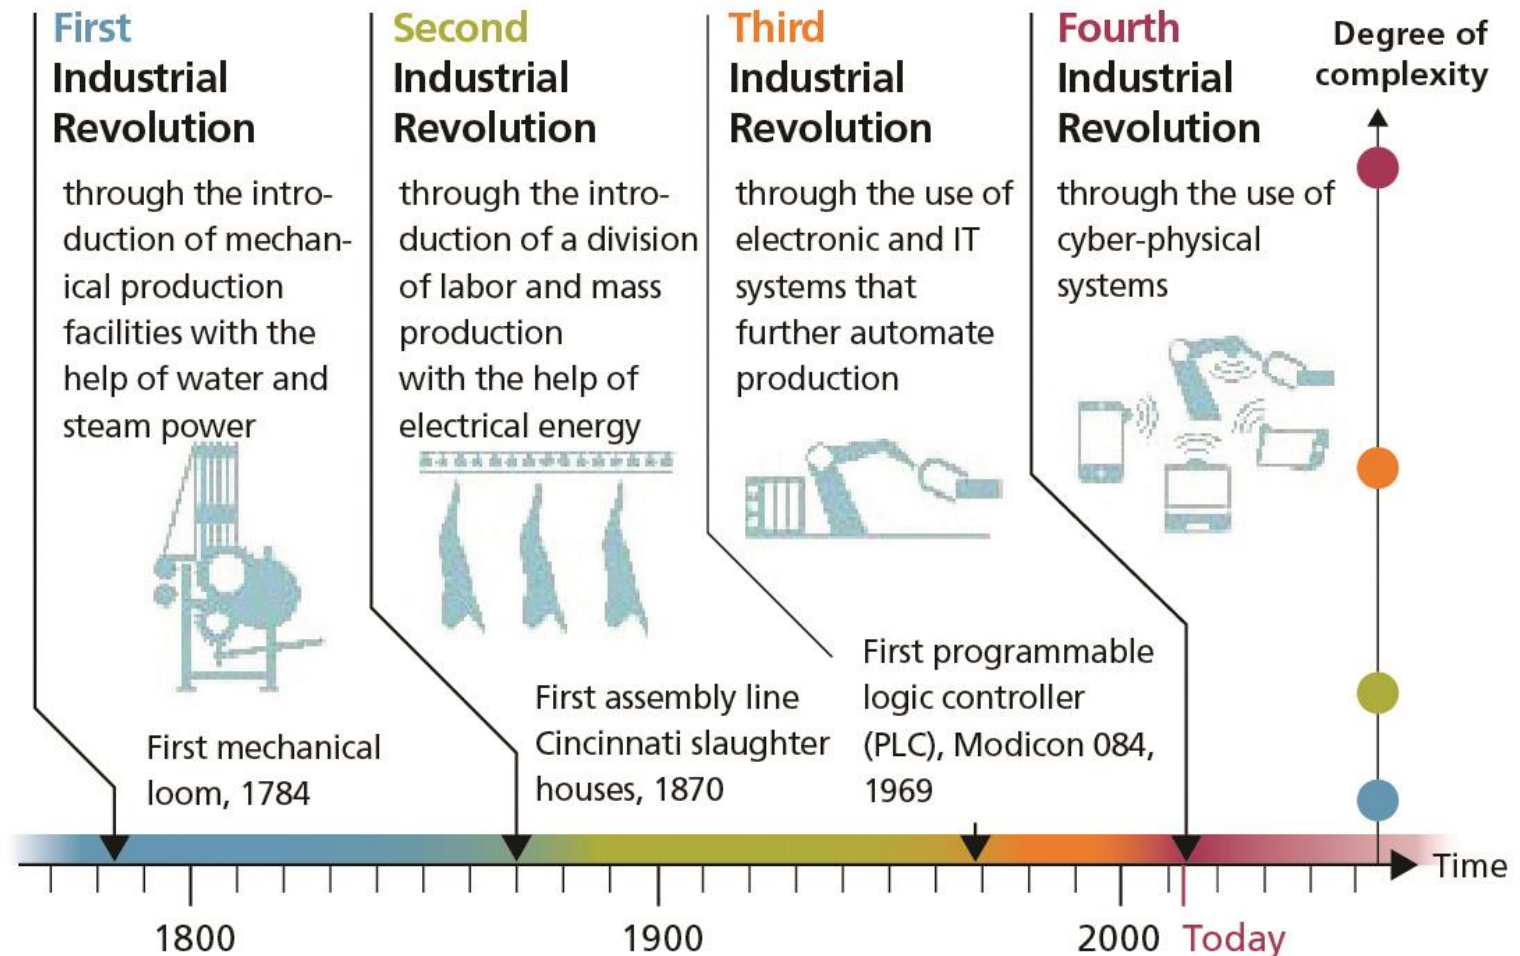 First
Industrial
Revolution
through the intro-
duction of mechan-
ical production
facilities with the
help of water and
steam power
First mechanical
loom, 1784
Second
Industrial
Revolution
through the intro-
duction of a division
of labor and mass
production
with the help of
electrical energy
First assembly line
Cincinnati slaughter
houses, 1870
Third
Industrial
Revolution
through the use of
electronic and IT
systems that
further automate
production
First programmable
logic controller
(PLC), Modicon 084,
1969
Fourth
Industrial
Revolution
through the use of
cyber-physical
systems
Degree of
complexity
Time
1800
1900
2000
Today